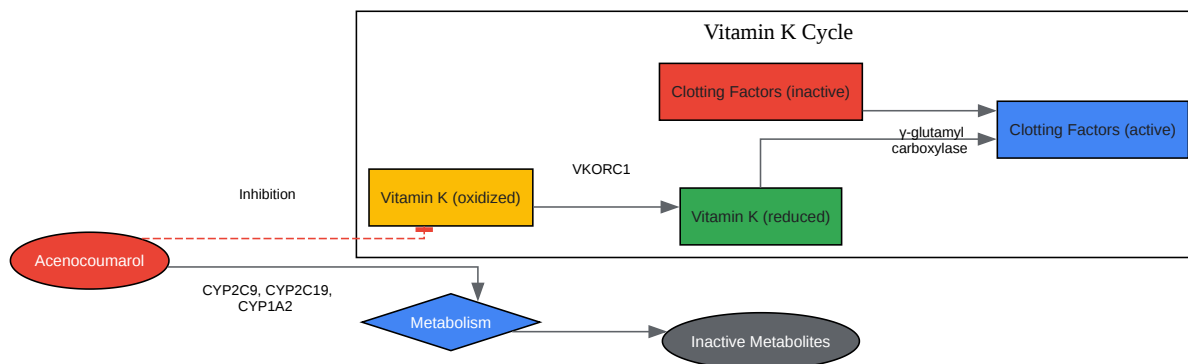 Vitamin K Cycle
Clotting Factors (inactive)
Clotting Factors (active)
γ-glutamyl
carboxylase
VKORC1
Vitamin K (oxidized)
Inhibition
Vitamin K (reduced)
Acenocoumarol
CYP2C9, CYP2C19,
CYP1A2
Metabolism
Inactive Metabolites